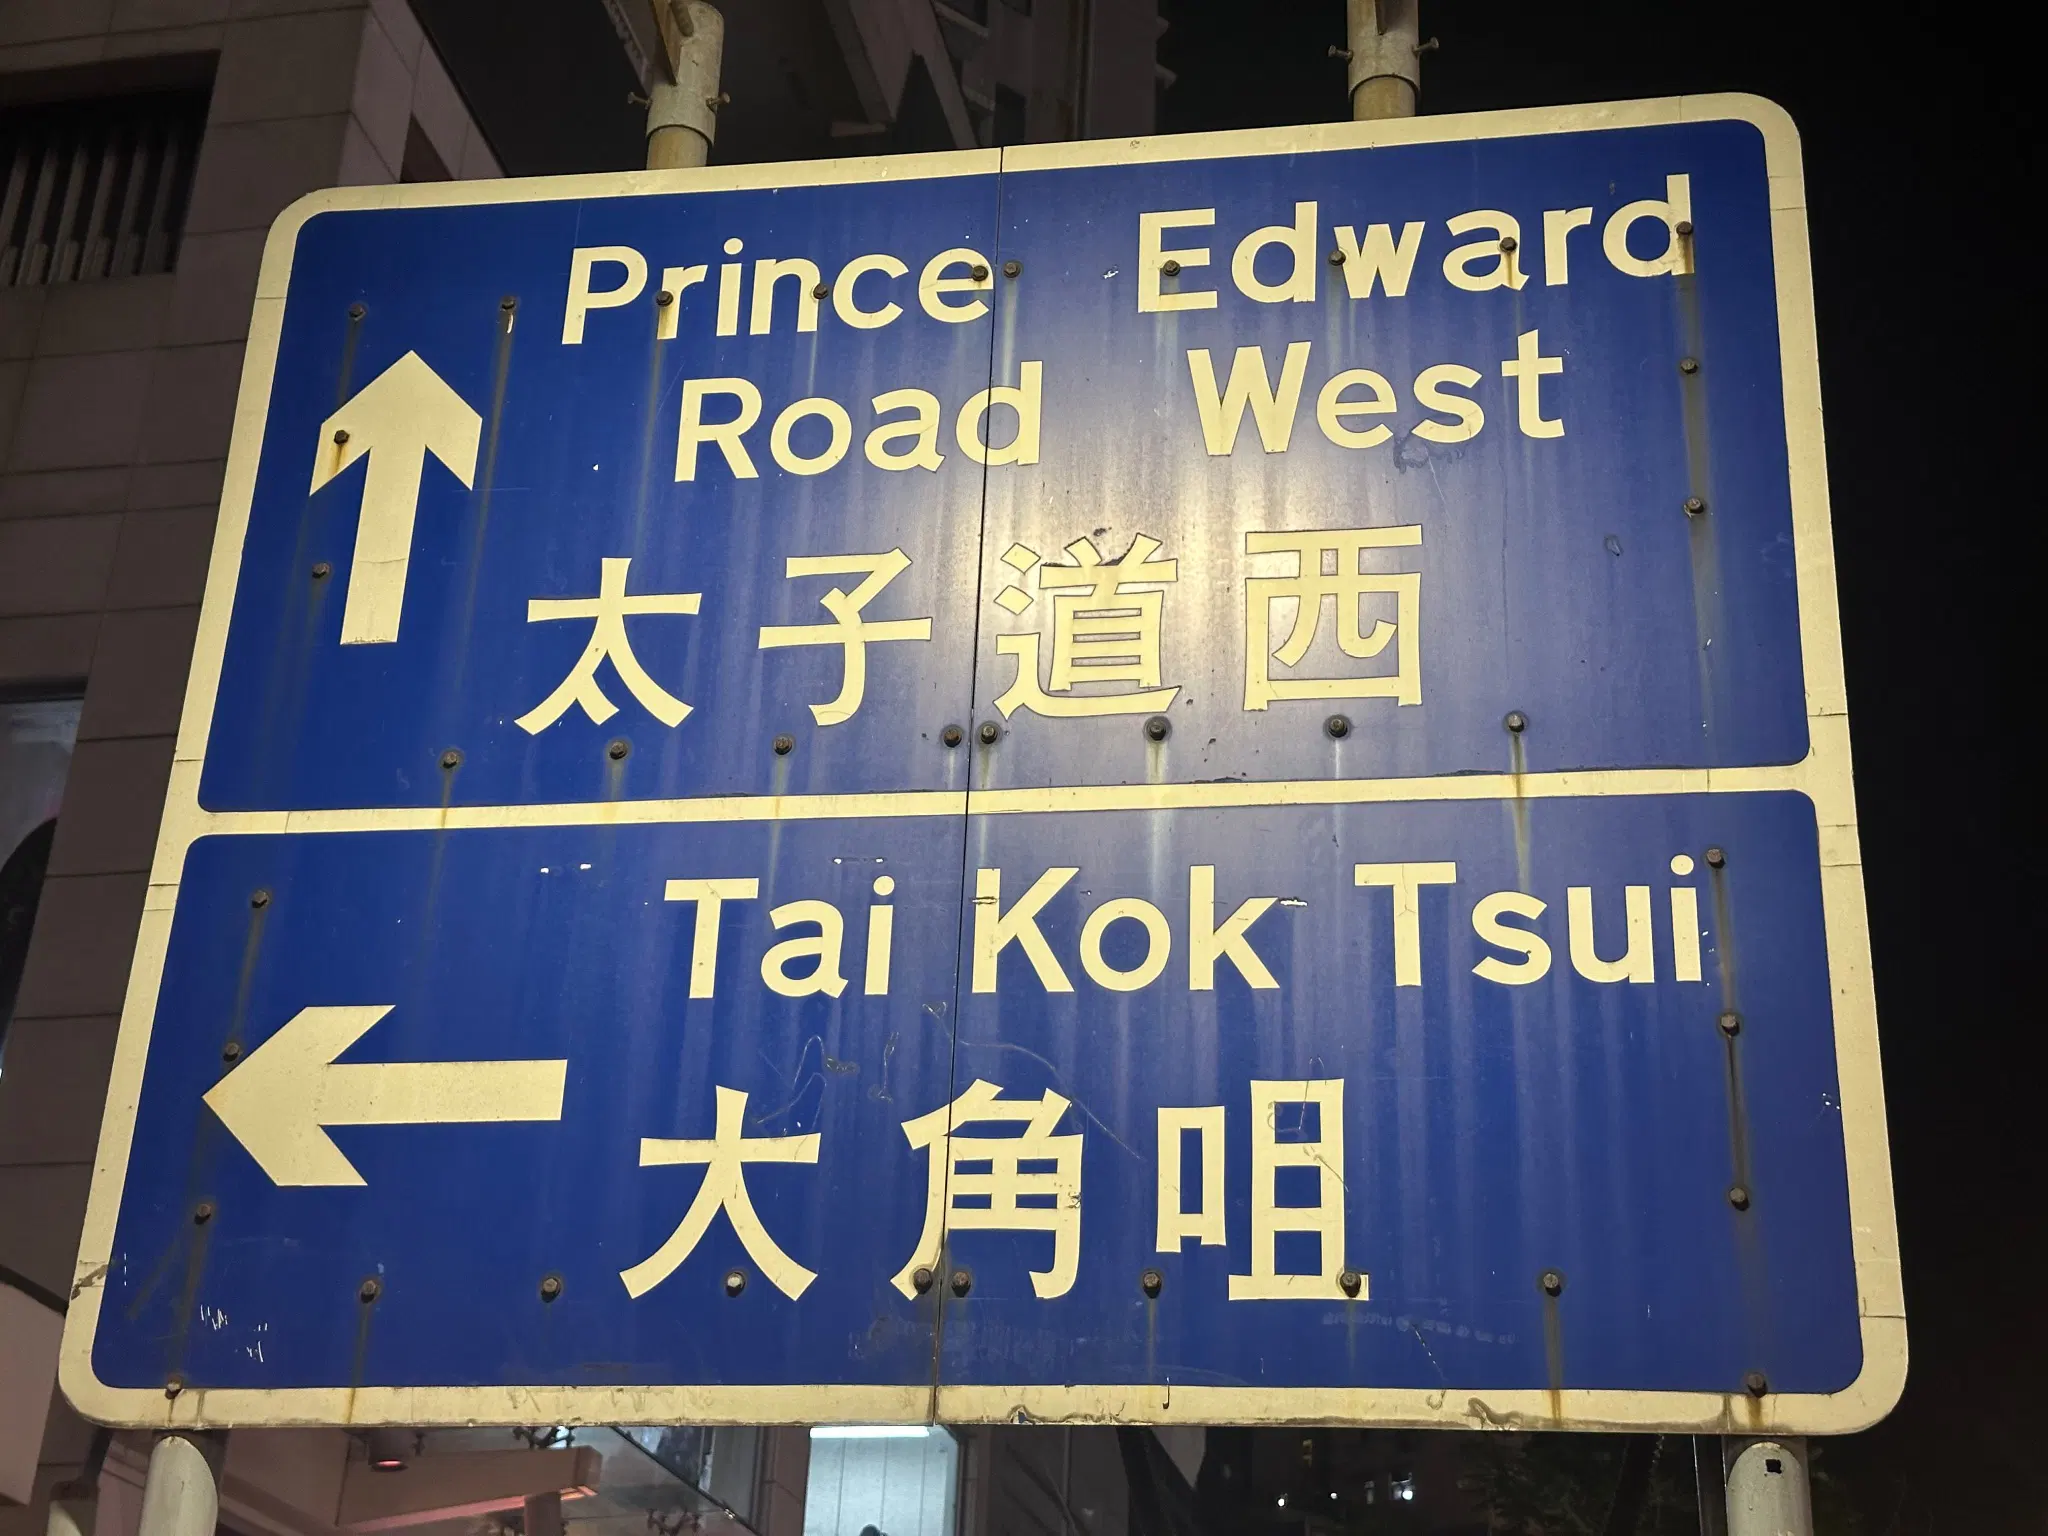 Prince Edward
Road West
太子道西
Tai Kok Tsui
大角咀